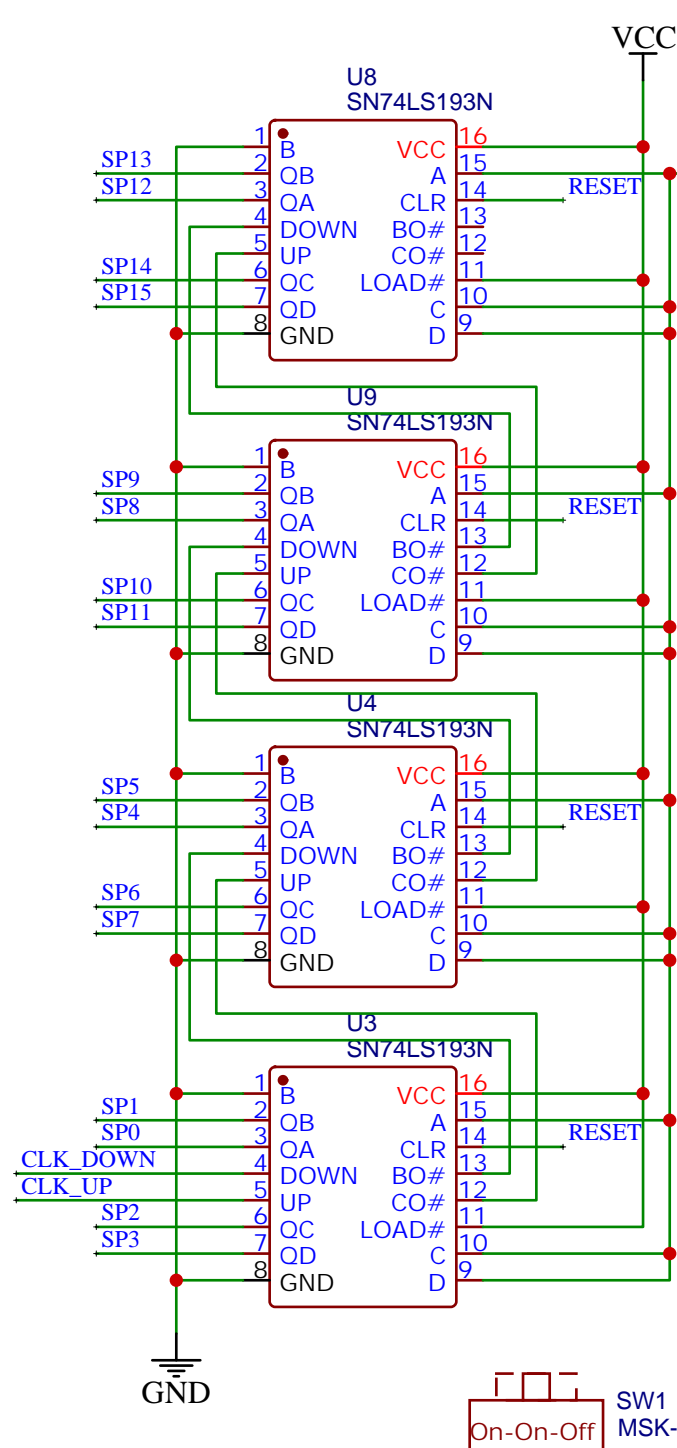 VCC
U8
SN74LS193N
1 B VCC 16
SP13 2 QB A 15
SP12 3 QA CLR 14 RESET
4 DOWN BO# 13
5 UP CO# 12
SP14 6 QC LOAD# 11
SP15 7 QD C 10
8 GND D 9
U9
SN74LS193N
1 B VCC 16
SP9 2 QB A 15
SP8 3 QA CLR 14 RESET
4 DOWN BO# 13
5 UP CO# 12
SP10 6 QC LOAD# 11
SP11 7 QD C 10
8 GND D 9
U4
SN74LS193N
1 B VCC 16
SP5 2 QB A 15
SP4 3 QA CLR 14 RESET
4 DOWN BO# 13
5 UP CO# 12
SP6 6 QC LOAD# 11
SP7 7 QD C 10
8 GND D 9
U3
SN74LS193N
1 B VCC 16
SP1 2 QB A 15
SP0 3 QA CLR 14 RESET
CLK_DOWN 4 DOWN BO# 13
CLK_UP 5 UP CO# 12
SP2 6 QC LOAD# 11
SP3 7 QD C 10
8 GND D 9
GND
SW1
On-On-Off MSK-